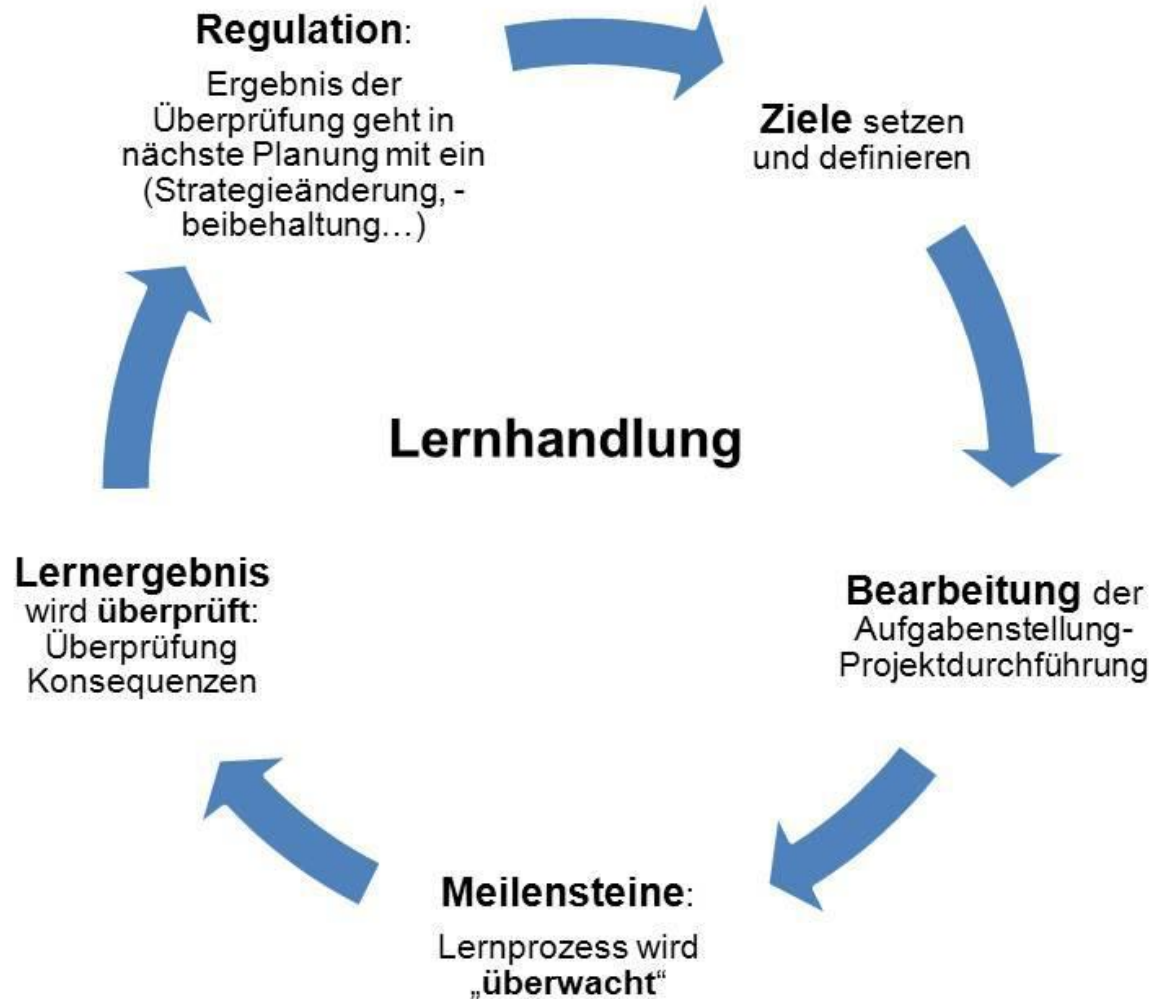 Regulation:
Ergebnis der
Überprüfung geht in
nächste Planung mit ein
(Strategieänderung, -
beibehaltung…)
Ziele setzen
und definieren
Lernhandlung
Bearbeitung der
Aufgabenstellung-
Projektdurchführung
Meilensteine:
Lernprozess wird
„überwacht“
Lernergebnis
wird überprüft:
Überprüfung
Konsequenzen